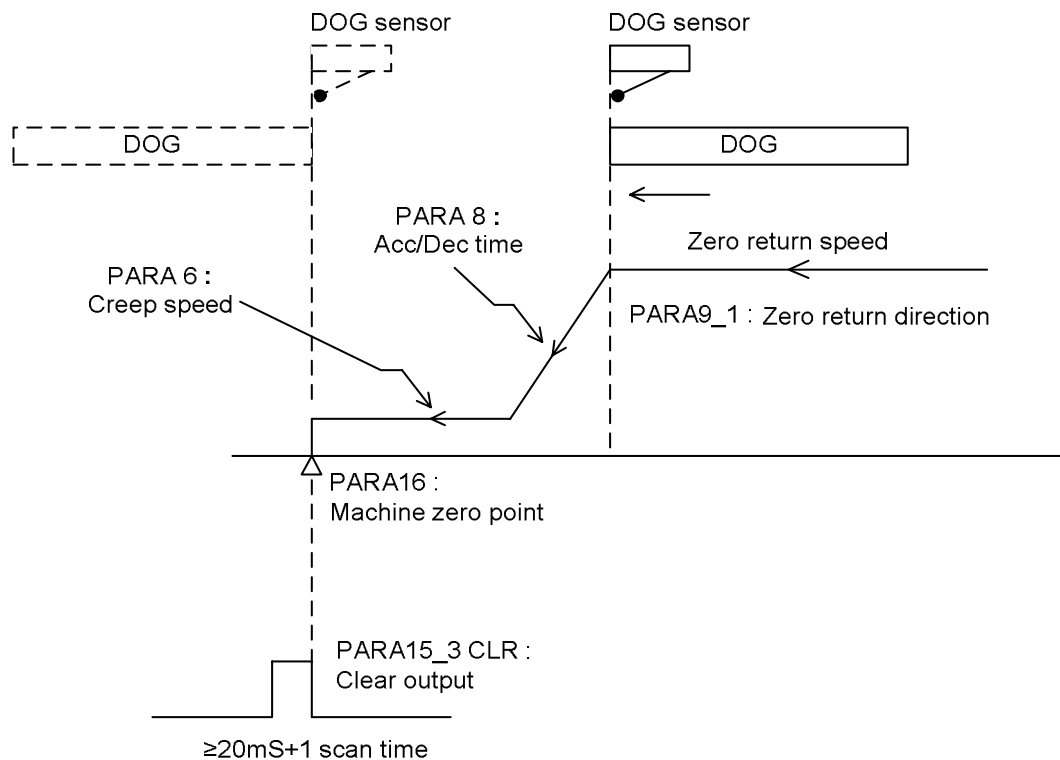 DOG sensor
DOG sensor
DOG
DOG
PARA 8 :
Acc/Dec time
Zero return speed
PARA 6 :
Creep speed
PARA9_1 : Zero return direction
PARA16 :
Machine zero point
PARA15_3 CLR :
Clear output
≥20mS+1 scan time